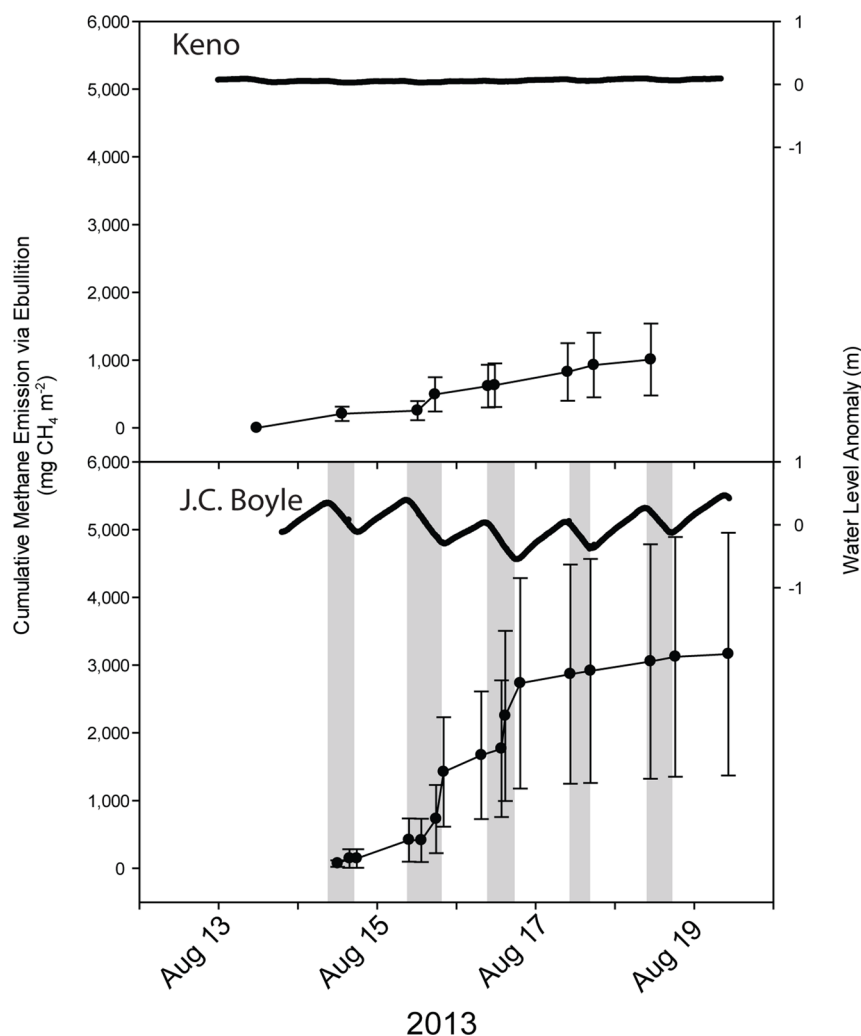 Keno
6,000
5,000
4,000
3,000
2,000
1,000
0
1
0
-1
J.C. Boyle
6,000
5,000
4,000
3,000
2,000
1,000
0
1
0
-1
Cumulative Methane Emission via Ebullition
(mg CH₄ m⁻²)
Water Level Anomaly (m)
Aug 13
Aug 15
Aug 17
Aug 19
2013